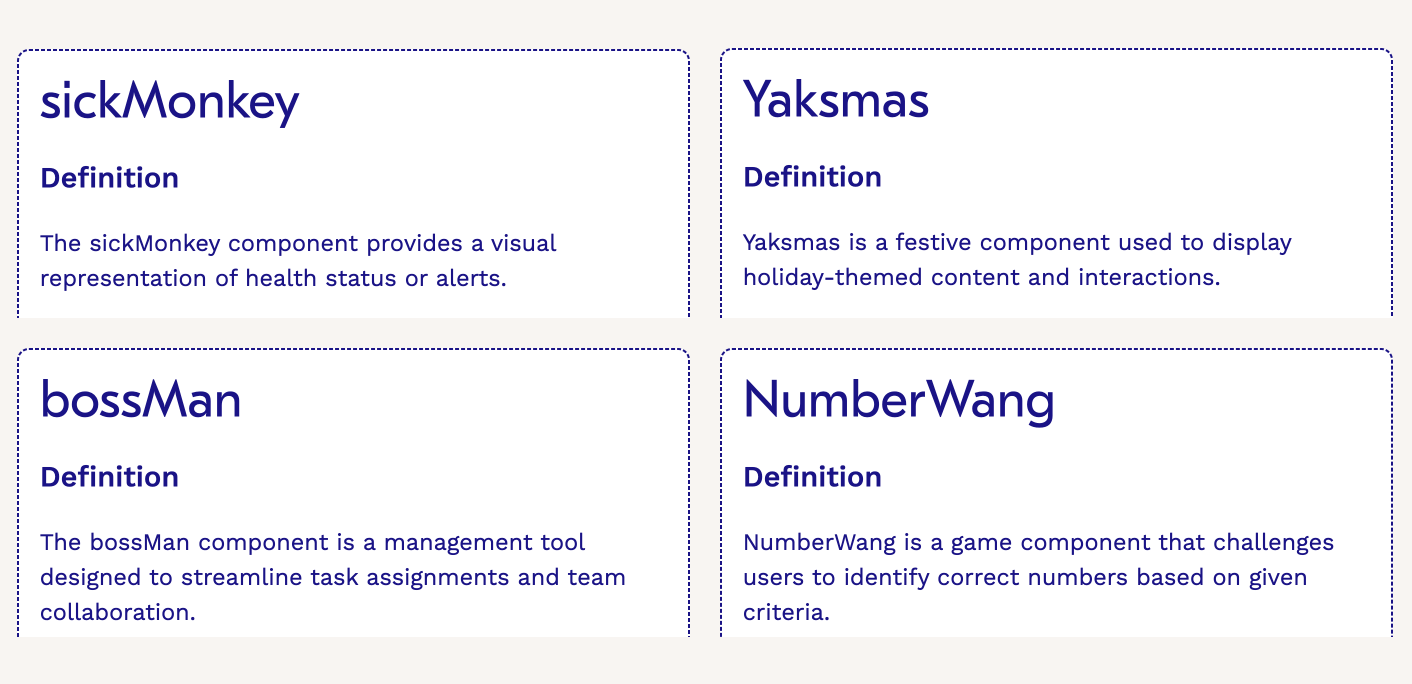 sickMonkey
Definition
The sickMonkey component provides a visual
representation of health status or alerts.
Yaksmas
Definition
Yaksmas is a festive component used to display
holiday-themed content and interactions.
bossMan
Definition
The bossMan component is a management tool
designed to streamline task assignments and team
collaboration.
NumberWang
Definition
NumberWang is a game component that challenges
users to identify correct numbers based on given
criteria.